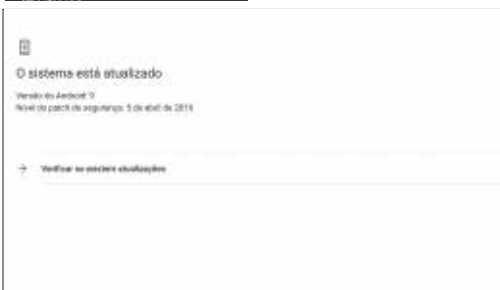 O sistema está atualizado
Versão do Android: 9
Nível do patch de segurança: 5 de abril de 2019
Verificar se existem atualizações